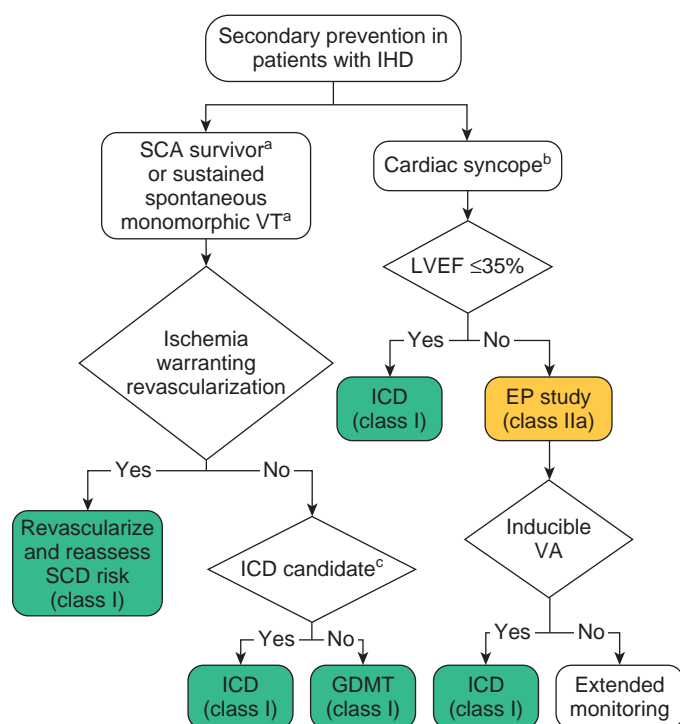 Secondary prevention in
patients with IHD
SCA survivorᵃ
or sustained
spontaneous
monomorphic VTᵃ
Cardiac syncopeᵇ
LVEF ≤35%
Ischemia
warranting
revascularization
Yes
No
ICD
(class I)
EP study
(class IIa)
Yes
No
Revascularize
and reassess
SCD risk
(class I)
ICD candidateᶜ
Inducible
VA
Yes
No
Yes
No
ICD
(class I)
GDMT
(class I)
ICD
(class I)
Extended
monitoring